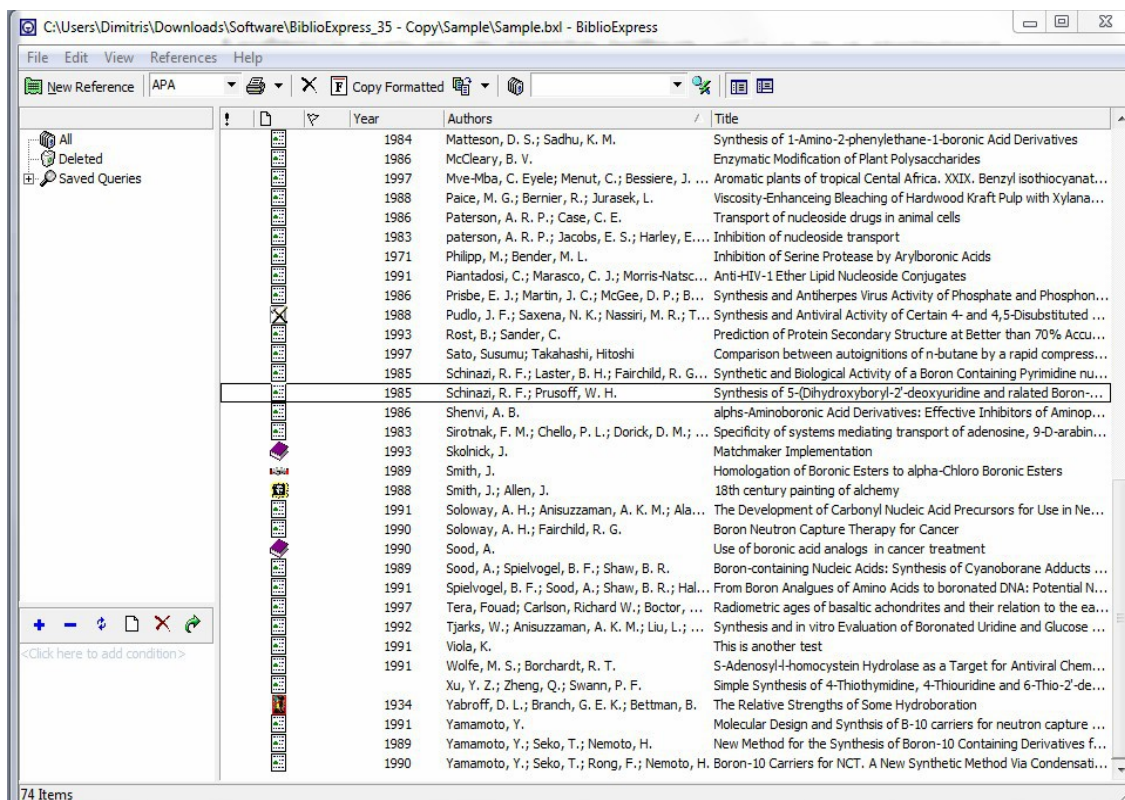 C:\Users\Dimitris\Downloads\Software\BiblioExpress_35 - Copy\Sample\Sample.bxl - BiblioExpress
File Edit View References Help
New Reference APA Copy Formatted
! Year Authors / Title
All
Deleted
Saved Queries
1984 Matteson, D. S.; Sadhu, K. M. Synthesis of 1-Amino-2-phenylethane-1-boronic Acid Derivatives
1986 McCleary, B. V. Enzymatic Modification of Plant Polysaccharides
1997 Mve-Mba, C. Eyele; Menut, C.; Bessiere, J. ... Aromatic plants of tropical Cental Africa. XXIX. Benzyl isothiocyanat...
1988 Paice, M. G.; Bernier, R.; Jurasek, L. Viscosity-Enhanceing Bleaching of Hardwood Kraft Pulp with Xylana...
1986 Paterson, A. R. P.; Case, C. E. Transport of nucleoside drugs in animal cells
1983 paterson, A. R. P.; Jacobs, E. S.; Harley, E.... Inhibition of nucleoside transport
1971 Philipp, M.; Bender, M. L. Inhibition of Serine Protease by Arylboronic Acids
1991 Piantadosi, C.; Marasco, C. J.; Morris-Natsc... Anti-HIV-1 Ether Lipid Nucleoside Conjugates
1986 Prisbe, E. J.; Martin, J. C.; McGee, D. P.; B... Synthesis and Antiherpes Virus Activity of Phosphate and Phosphon...
1988 Pudlo, J. F.; Saxena, N. K.; Nassiri, M. R.; T... Synthesis and Antiviral Activity of Certain 4- and 4,5-Disubstituted ...
1993 Rost, B.; Sander, C. Prediction of Protein Secondary Structure at Better than 70% Accu...
1997 Sato, Susumu; Takahashi, Hitoshi Comparison between autoignitions of n-butane by a rapid compress...
1985 Schinazi, R. F.; Laster, B. H.; Fairchild, R. G... Synthetic and Biological Activity of a Boron Containing Pyrimidine nu...
1985 Schinazi, R. F.; Prusoff, W. H. Synthesis of 5-(Dihydroxyboryl-2'-deoxyuridine and ralated Boron-...
1986 Shenvi, A. B. alphs-Aminoboronic Acid Derivatives: Effective Inhibitors of Aminop...
1983 Sirotnak, F. M.; Chello, P. L.; Dorick, D. M.; ... Specificity of systems mediating transport of adenosine, 9-D-arabin...
1993 Skolnick, J. Matchmaker Implementation
1989 Smith, J. Homologation of Boronic Esters to alpha-Chloro Boronic Esters
1988 Smith, J.; Allen, J. 18th century painting of alchemy
1991 Soloway, A. H.; Anisuzzaman, A. K. M.; Ala... The Development of Carbonyl Nucleic Acid Precursors for Use in Ne...
1990 Soloway, A. H.; Fairchild, R. G. Boron Neutron Capture Therapy for Cancer
1990 Sood, A. Use of boronic acid analogs in cancer treatment
1989 Sood, A.; Spielvogel, B. F.; Shaw, B. R. Boron-containing Nucleic Acids: Synthesis of Cyanoborane Adducts ...
1991 Spielvogel, B. F.; Sood, A.; Shaw, B. R.; Hal... From Boron Analgues of Amino Acids to boronated DNA: Potential N...
1997 Tera, Fouad; Carlson, Richard W.; Boctor, ... Radiometric ages of basaltic achondrites and their relation to the ea...
1992 Tjarks, W.; Anisuzzaman, A. K. M.; Liu, L.; ... Synthesis and in vitro Evaluation of Boronated Uridine and Glucose ...
1991 Viola, K. This is another test
1991 Wolfe, M. S.; Borchardt, R. T. S-Adenosyl-l-homocystein Hydrolase as a Target for Antiviral Chem...
Xu, Y. Z.; Zheng, Q.; Swann, P. F. Simple Synthesis of 4-Thiothymidine, 4-Thiouridine and 6-Thio-2'-de...
1934 Yabroff, D. L.; Branch, G. E. K.; Bettman, B. The Relative Strengths of Some Hydroboration
1991 Yamamoto, Y. Molecular Design and Synthsis of B-10 carriers for neutron capture ...
1989 Yamamoto, Y.; Seko, T.; Nemoto, H. New Method for the Synthesis of Boron-10 Containing Derivatives f...
1990 Yamamoto, Y.; Seko, T.; Rong, F.; Nemoto, H. Boron-10 Carriers for NCT. A New Synthetic Method Via Condensati...
<Click here to add condition>
74 Items